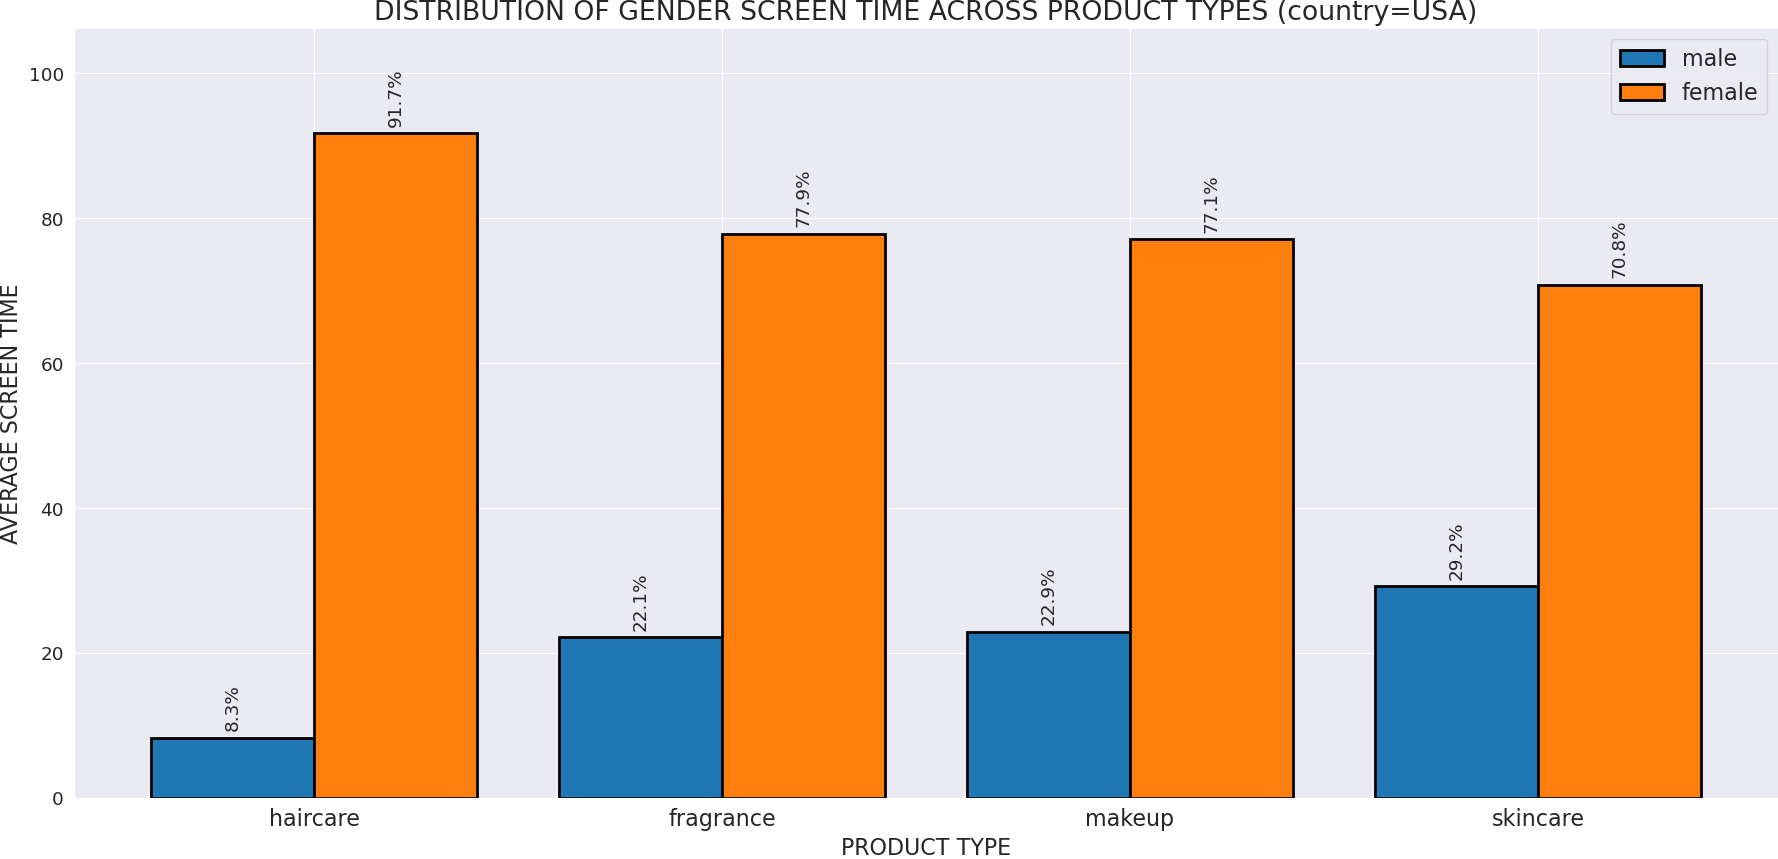 DISTRIBUTION OF GENDER SCREEN TIME ACROSS PRODUCT TYPES (country=USA)
male
female
AVERAGE SCREEN TIME
100
80
60
40
20
0
8.3%
91.7%
22.1%
77.9%
22.9%
77.1%
29.2%
70.8%
haircare
fragrance
makeup
skincare
PRODUCT TYPE